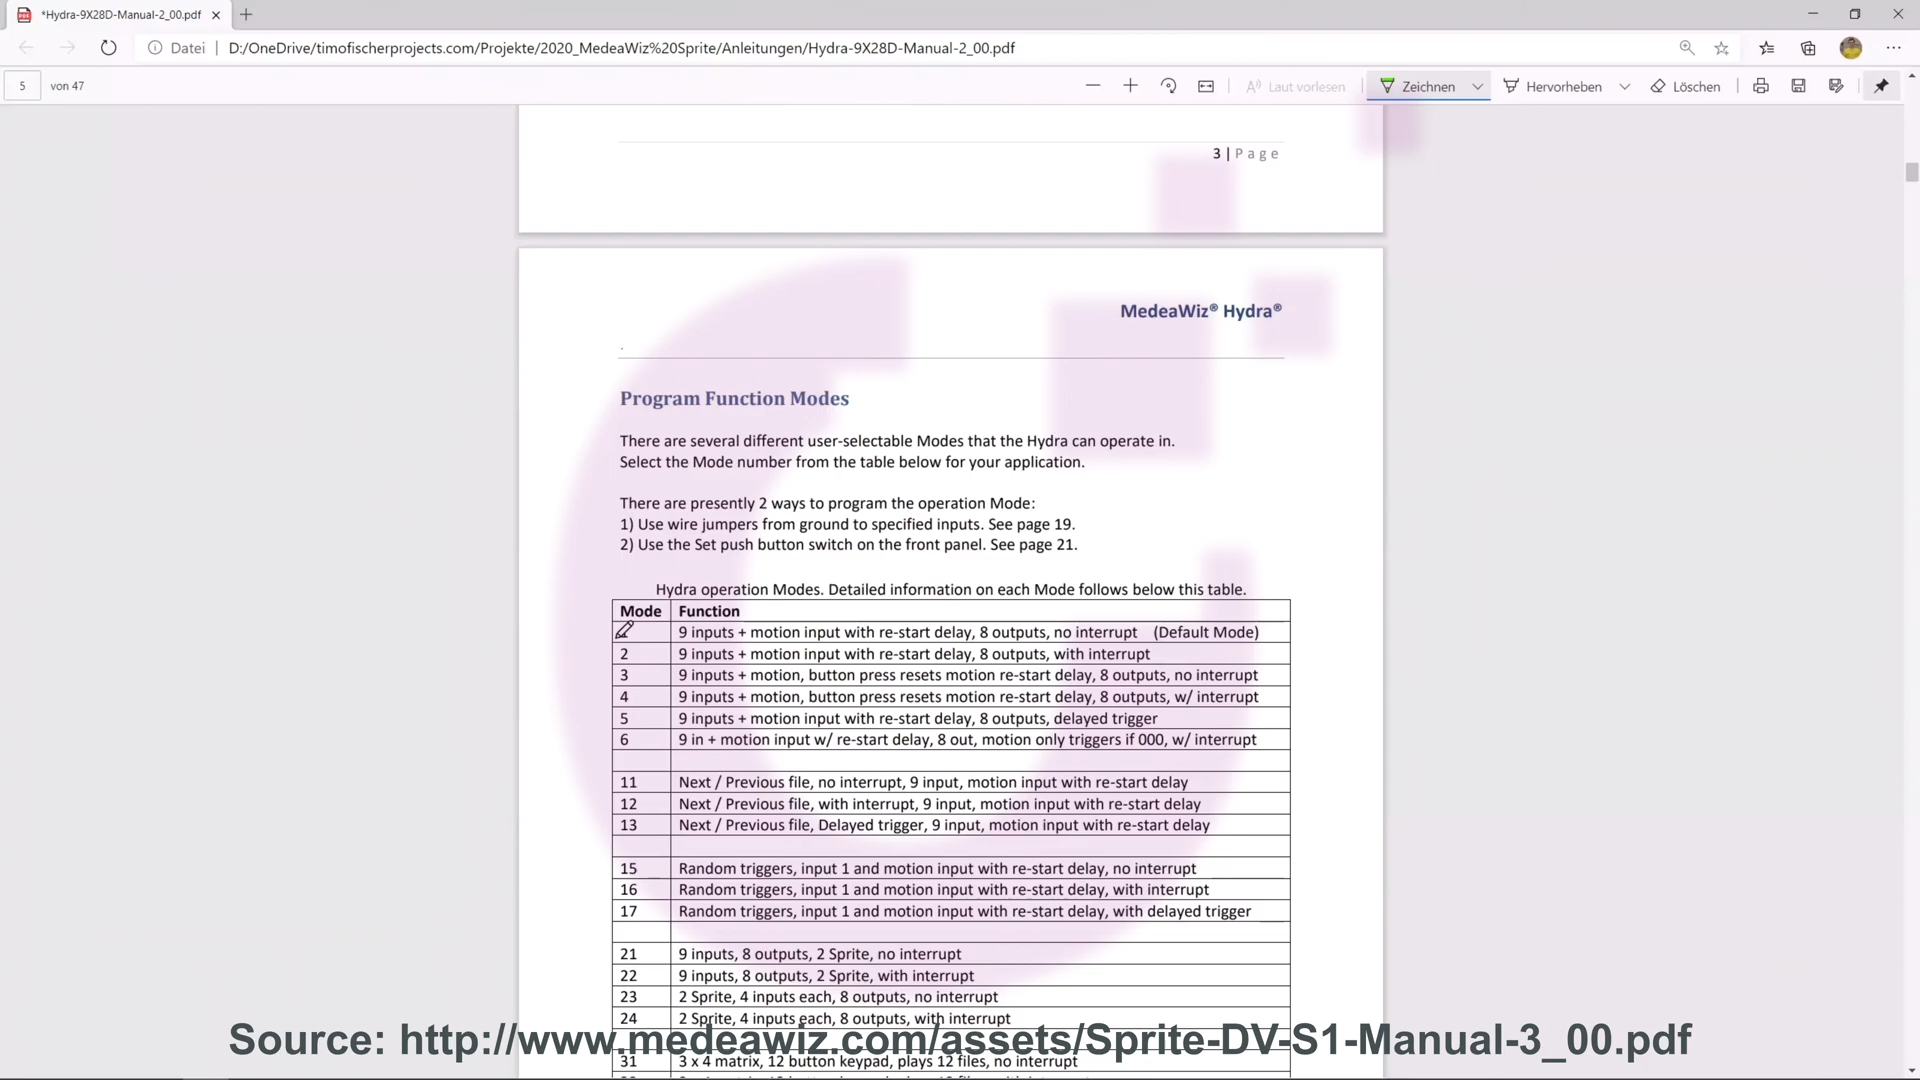 *Hydra-9X28D-Manual-2_00.pdf
Datei
D:/OneDrive/timofischerprojects.com/Projekte/2020_MedeaWiz%20Sprite/Anleitungen/Hydra-9X28D-Manual-2_00.pdf
5 von 47
Laut vorlesen
Zeichnen
Hervorheben
Löschen
3 | Page
MedeaWiz® Hydra®
.
Program Function Modes
There are several different user-selectable Modes that the Hydra can operate in.
Select the Mode number from the table below for your application.
There are presently 2 ways to program the operation Mode:
1) Use wire jumpers from ground to specified inputs. See page 19.
2) Use the Set push button switch on the front panel. See page 21.
Hydra operation Modes. Detailed information on each Mode follows below this table.
Mode Function
9 inputs + motion input with re-start delay, 8 outputs, no interrupt (Default Mode)
2 9 inputs + motion input with re-start delay, 8 outputs, with interrupt
3 9 inputs + motion, button press resets motion re-start delay, 8 outputs, no interrupt
4 9 inputs + motion, button press resets motion re-start delay, 8 outputs, w/ interrupt
5 9 inputs + motion input with re-start delay, 8 outputs, delayed trigger
6 9 in + motion input w/ re-start delay, 8 out, motion only triggers if 000, w/ interrupt
11 Next / Previous file, no interrupt, 9 input, motion input with re-start delay
12 Next / Previous file, with interrupt, 9 input, motion input with re-start delay
13 Next / Previous file, Delayed trigger, 9 input, motion input with re-start delay
15 Random triggers, input 1 and motion input with re-start delay, no interrupt
16 Random triggers, input 1 and motion input with re-start delay, with interrupt
17 Random triggers, input 1 and motion input with re-start delay, with delayed trigger
21 9 inputs, 8 outputs, 2 Sprite, no interrupt
22 9 inputs, 8 outputs, 2 Sprite, with interrupt
23 2 Sprite, 4 inputs each, 8 outputs, no interrupt
24 2 Sprite, 4 inputs each, 8 outputs, with interrupt
Source: http://www.medeawiz.com/assets/Sprite-DV-S1-Manual-3_00.pdf
31 3 x 4 matrix, 12 button keypad, plays 12 files, no interrupt